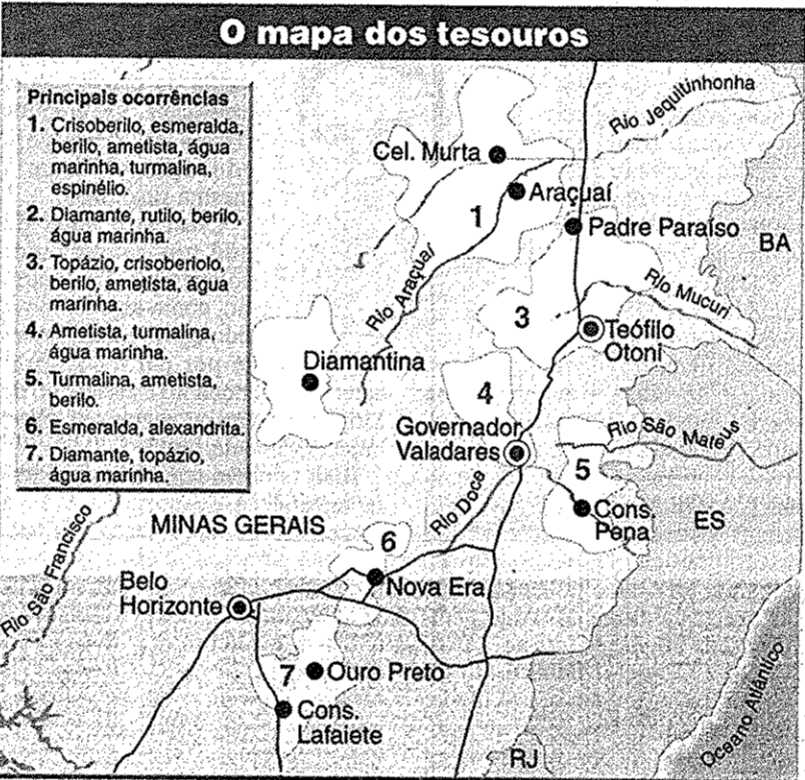 O mapa dos tesouros
Principais ocorrências
1. Crisoberilo, esmeralda,
berilo, ametista, água
marinha, turmalina,
espinélio.
2. Diamante, rutilo, berilo,
água marinha.
3. Topázio, crisoberiolo,
berilo, ametista, água
marinha.
4. Ametista, turmalina,
água marinha.
5. Turmalina, ametista,
berilo.
6. Esmeralda, alexandrita.
7. Diamante, topázio,
água marinha.
Rio Jequitinhonha
Cel. Murta
Araçuaí
1
Padre Paraíso
BA
Rio Araçuaí
Rio Mucuri
3
Teófilo
Otoni
Diamantina
4
Governador
Valadares
Rio São Mateus
5
Rio Doce
Cons.
Pena
ES
MINAS GERAIS
Rio São Francisco
6
Nova Era
Belo
Horizonte
7
Ouro Preto
Cons.
Lafaiete
RJ
Oceano Atlântico